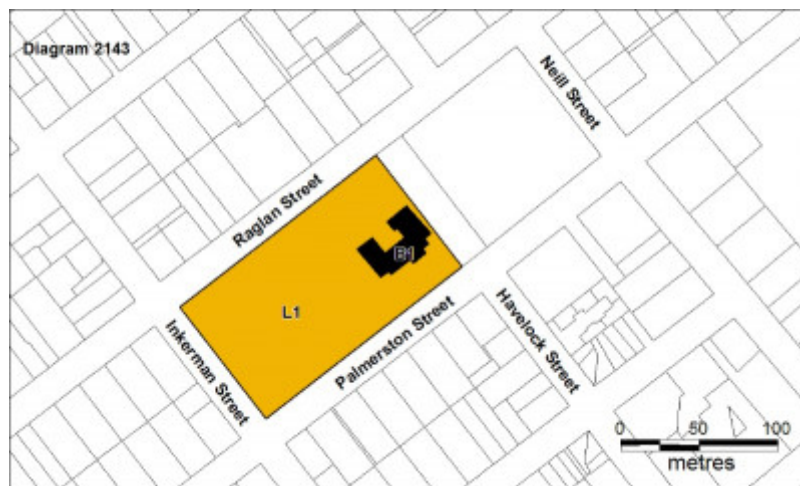 Diagram 2143
Neill Street
Raglan Street
B1
L1
Palmerston Street
Havelock Street
Inkerman Street
0 50 100
metres